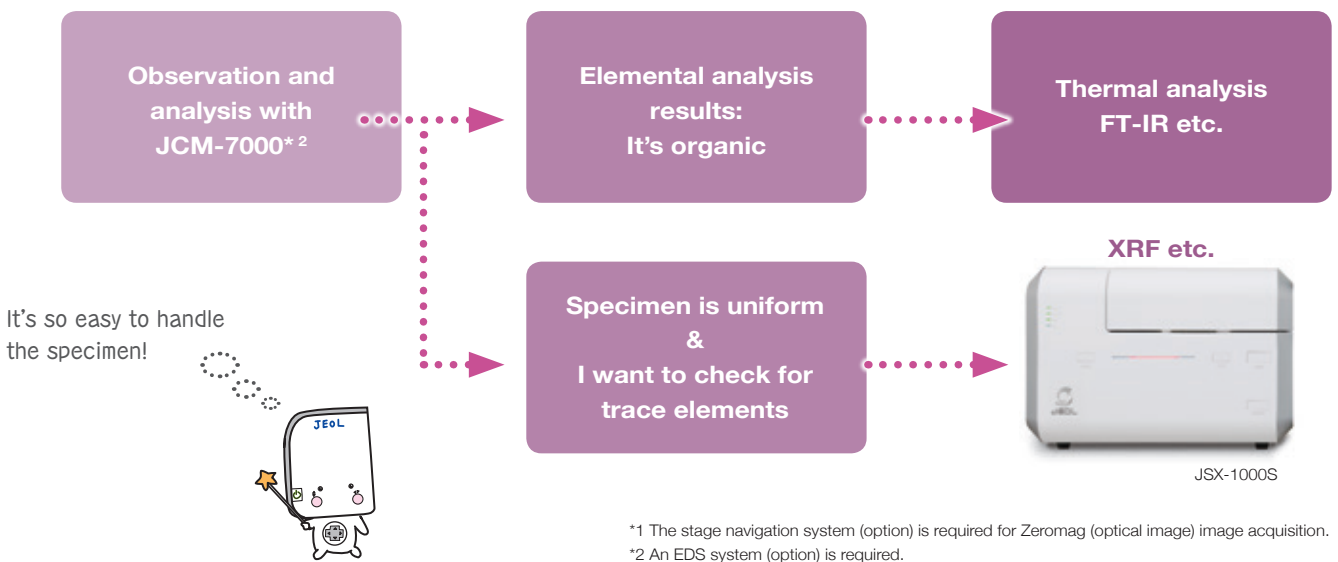 Observation and
analysis with
JCM-7000*2
Elemental analysis
results:
It's organic
Thermal analysis
FT-IR etc.
XRF etc.
Specimen is uniform
&
I want to check for
trace elements
It's so easy to handle
the specimen!
JEOL
JSX-1000S
*1 The stage navigation system (option) is required for Zeromag (optical image) image acquisition.
*2 An EDS system (option) is required.